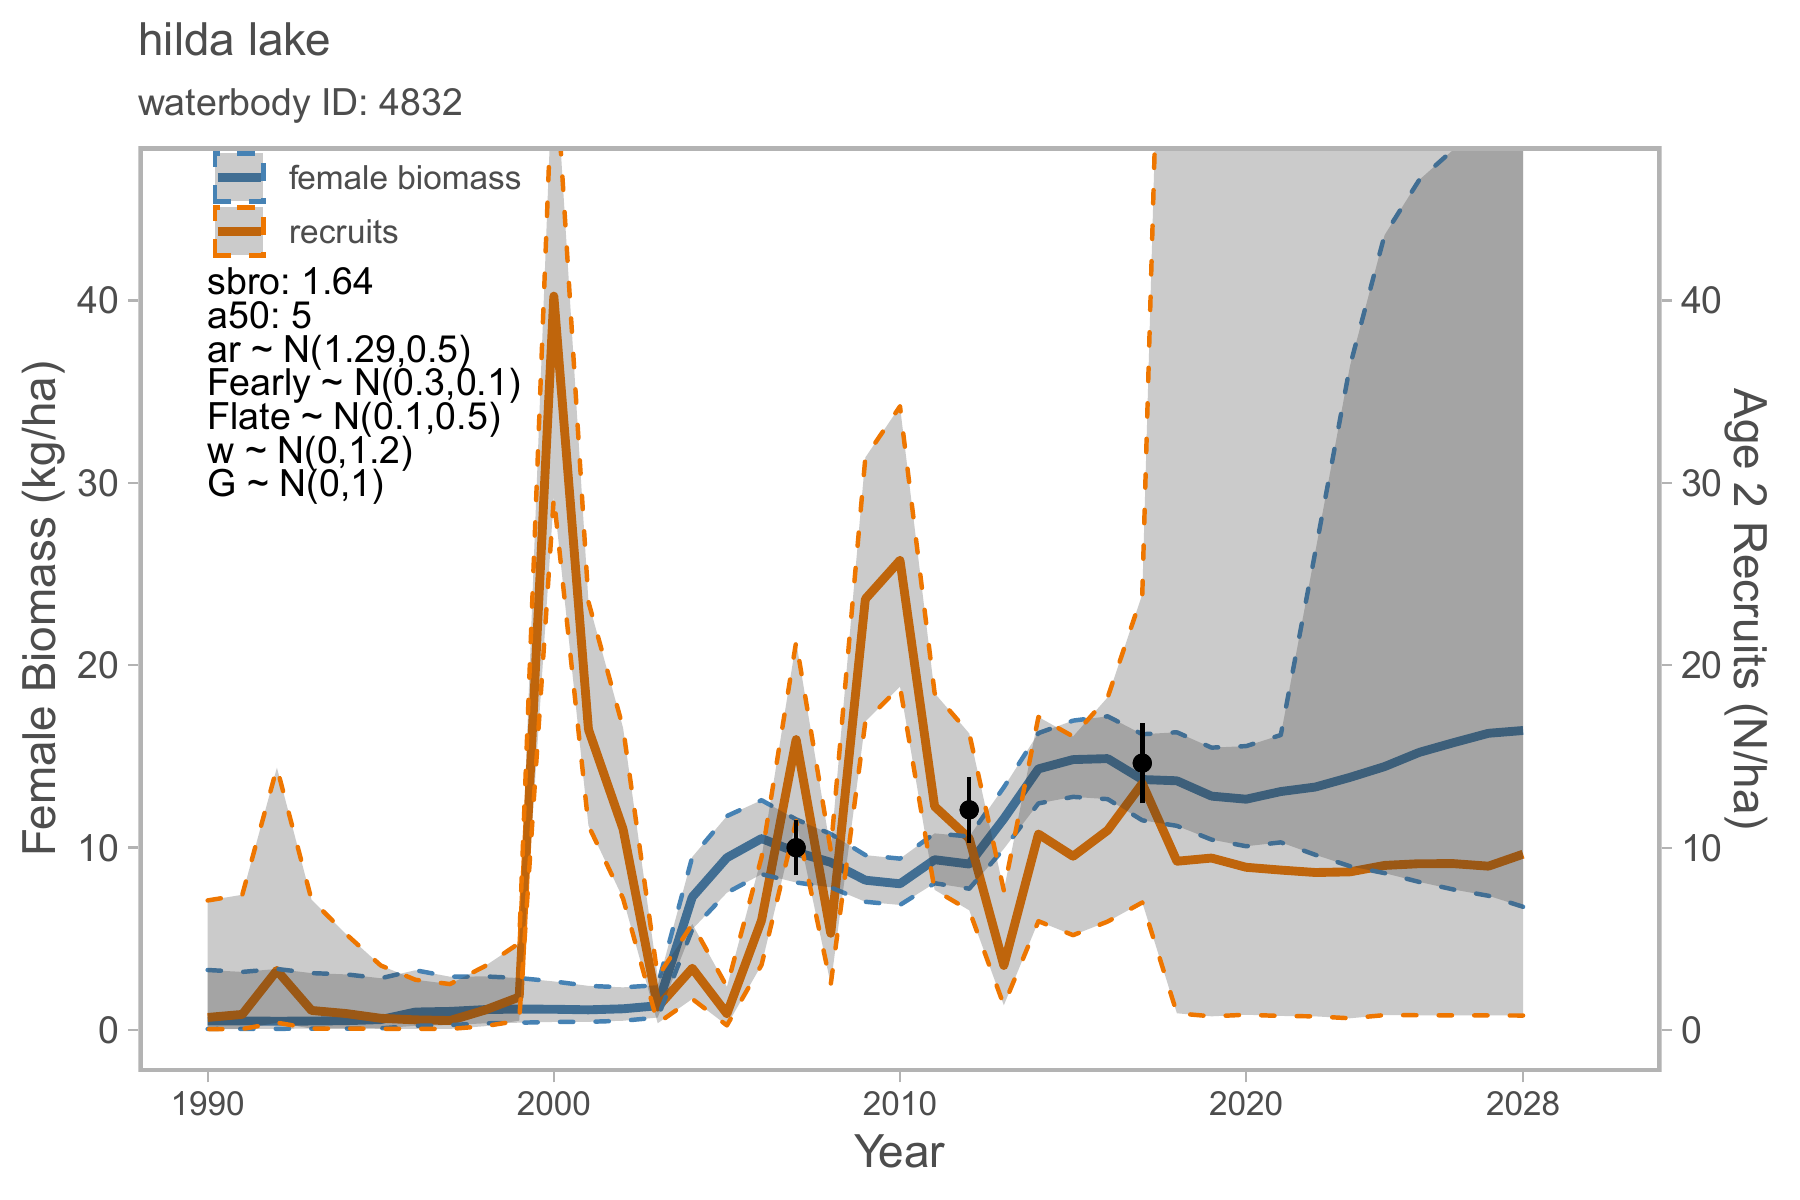 hilda lake
waterbody ID: 4832
female biomass
recruits
sbro: 1.64
a50: 5
ar ~ N(1.29,0.5)
Fearly ~ N(0.3,0.1)
Flate ~ N(0.1,0.5)
w ~ N(0,1.2)
G ~ N(0,1)
Female Biomass (kg/ha)
40
30
20
10
0
40
30
20
10
0
Age 2 Recruits (N/ha)
1990
2000
2010
2020
2028
Year